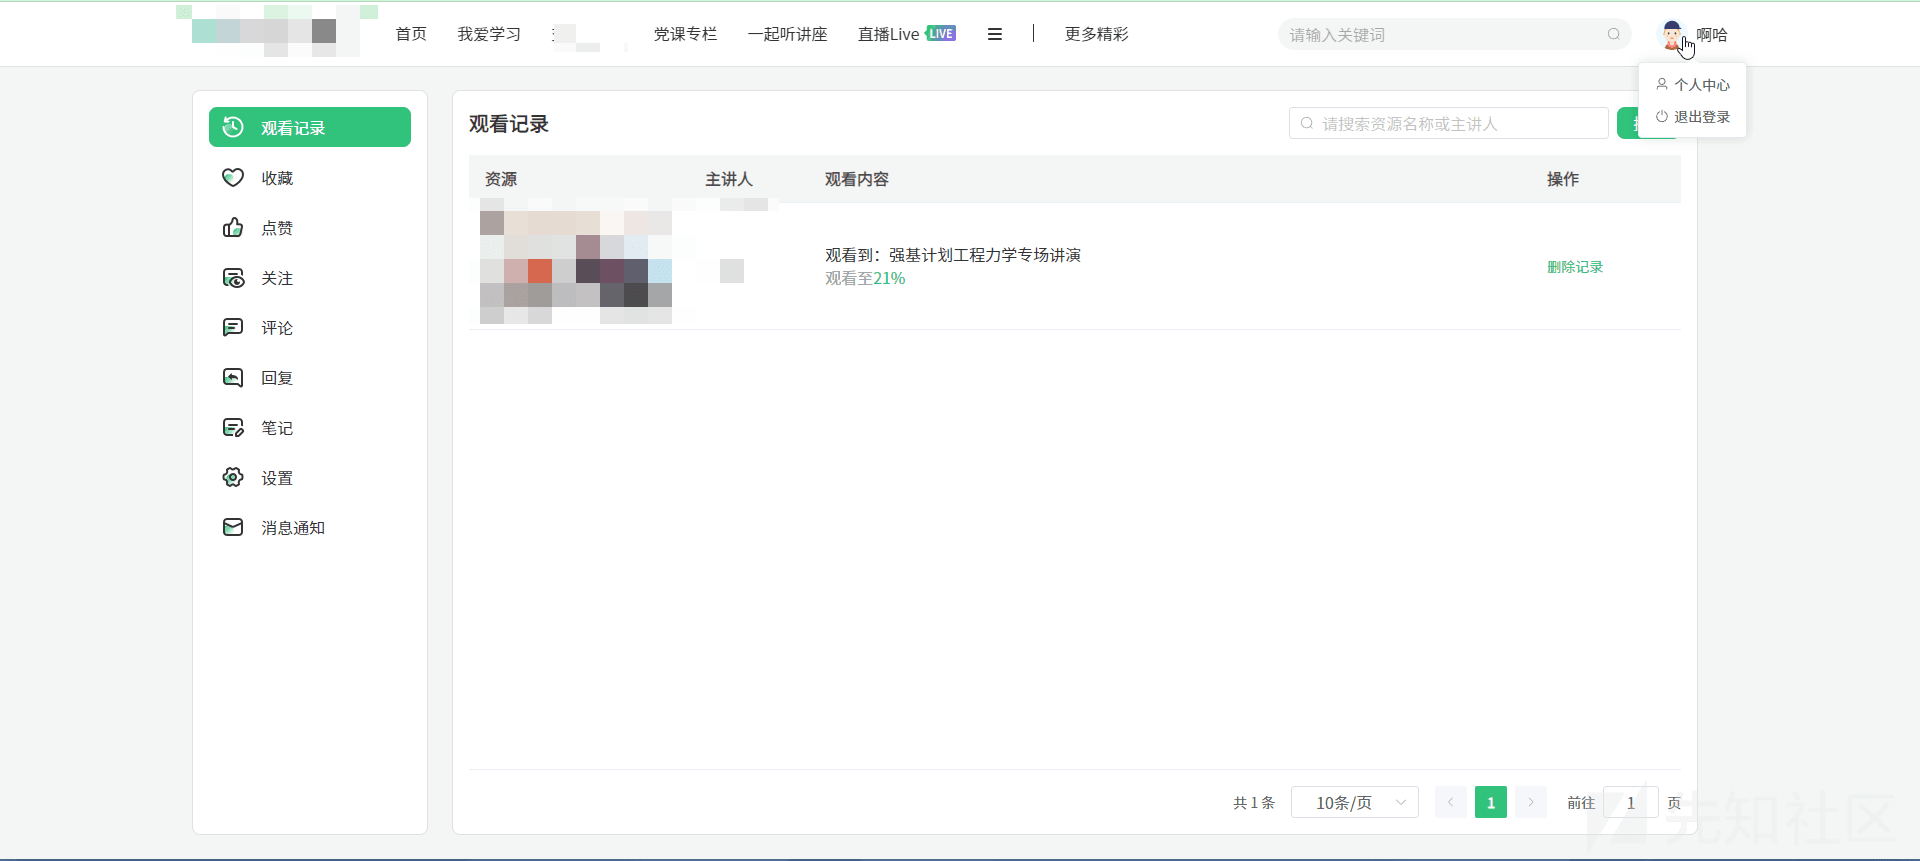 首页 我爱学习 党课专栏 一起听讲座 直播Live LIVE 更多精彩 请输入关键词 啊哈
个人中心
退出登录
观看记录
收藏
点赞
关注
评论
回复
笔记
设置
消息通知
观看记录 请搜索资源名称或主讲人
资源 主讲人 观看内容 操作
观看到：强基计划工程力学专场讲演
观看至21%
删除记录
共 1 条 10条/页 1 前往 1 页
先知社区